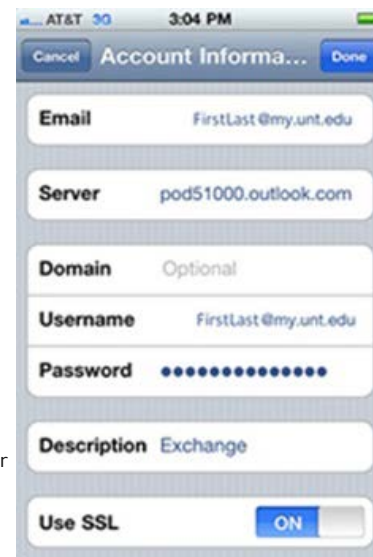 AT&T 3G 3:04 PM
Cancel Account Informa... Done
Email FirstLast@my.unt.edu
Server pod51000.outlook.com
Domain Optional
Username FirstLast@my.unt.edu
Password ••••••••••••••
r
Description Exchange
Use SSL ON